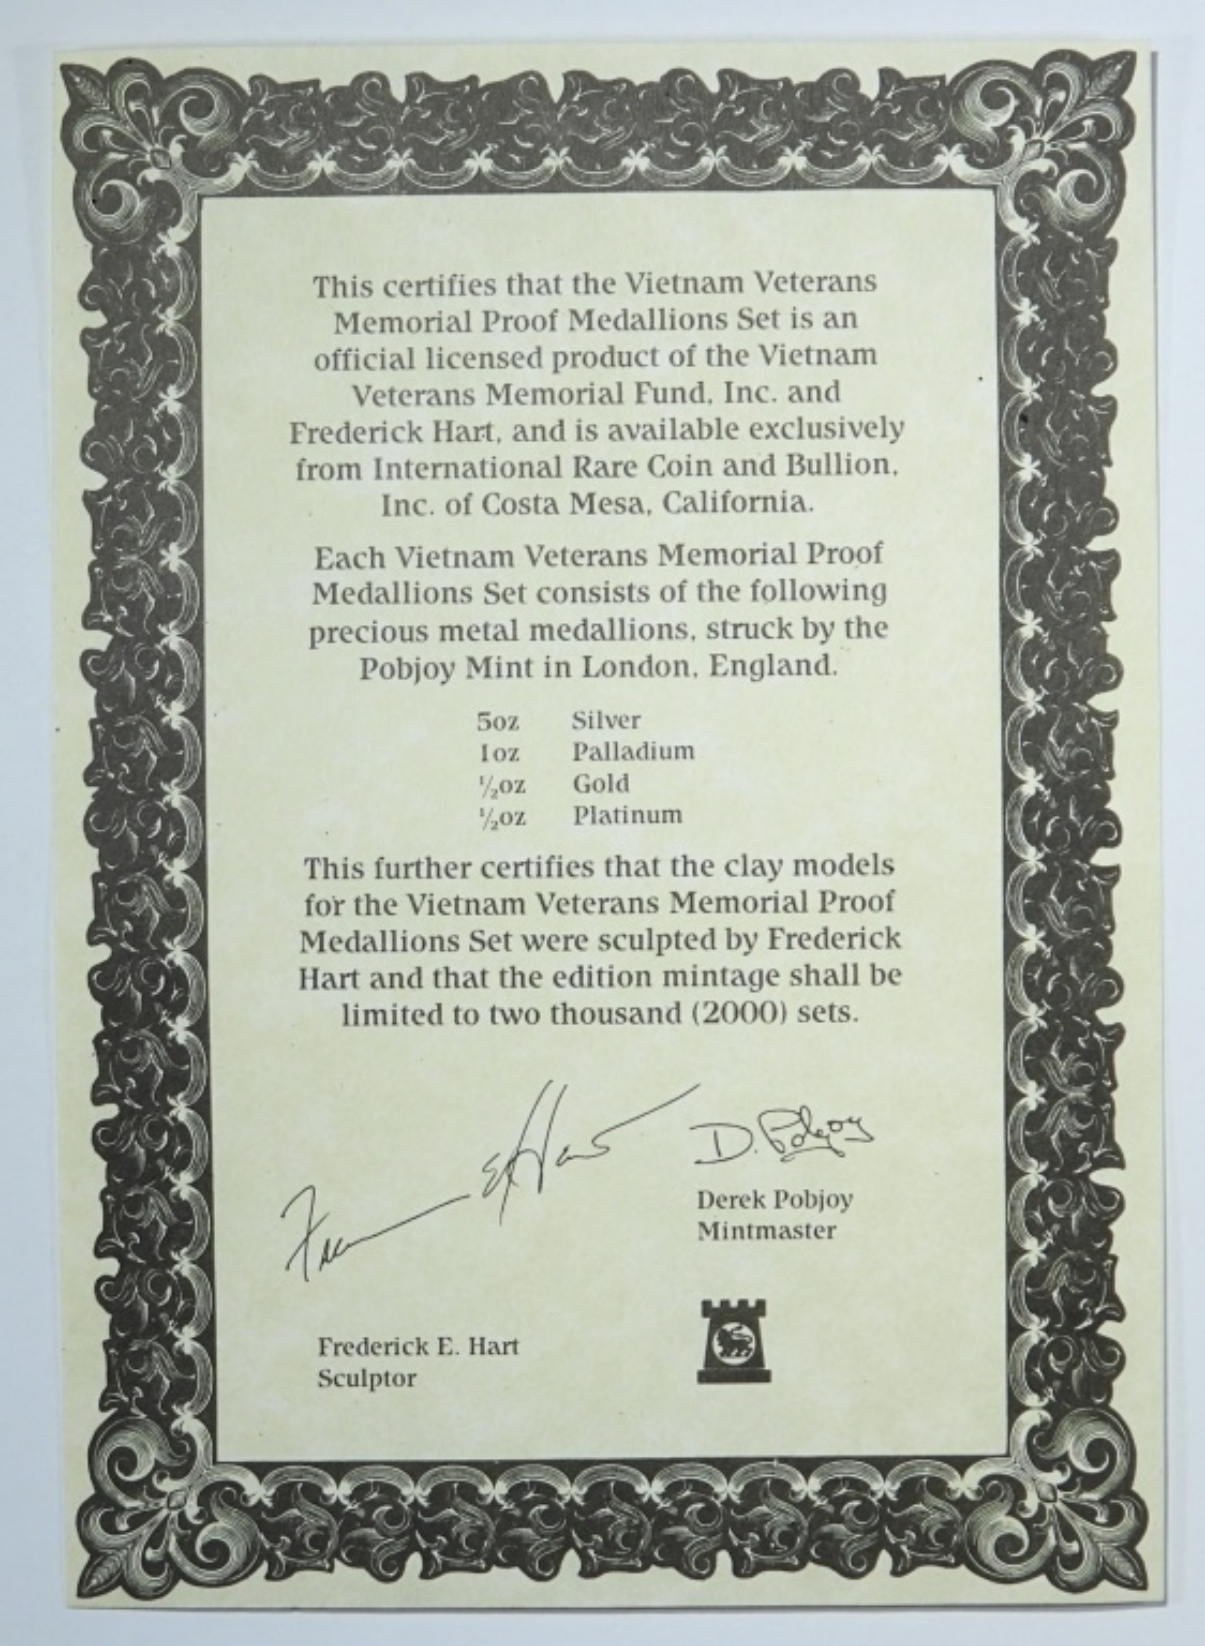 This certifies that the Vietnam Veterans
Memorial Proof Medallions Set is an
official licensed product of the Vietnam
Veterans Memorial Fund, Inc. and
Frederick Hart, and is available exclusively
from International Rare Coin and Bullion,
Inc. of Costa Mesa, California.
Each Vietnam Veterans Memorial Proof
Medallions Set consists of the following
precious metal medallions, struck by the
Pobjoy Mint in London, England.
5oz Silver
1oz Palladium
½oz Gold
½oz Platinum
This further certifies that the clay models
for the Vietnam Veterans Memorial Proof
Medallions Set were sculpted by Frederick
Hart and that the edition mintage shall be
limited to two thousand (2000) sets.
D. Pobjoy
Derek Pobjoy
Mintmaster
Frederick E. Hart
Sculptor